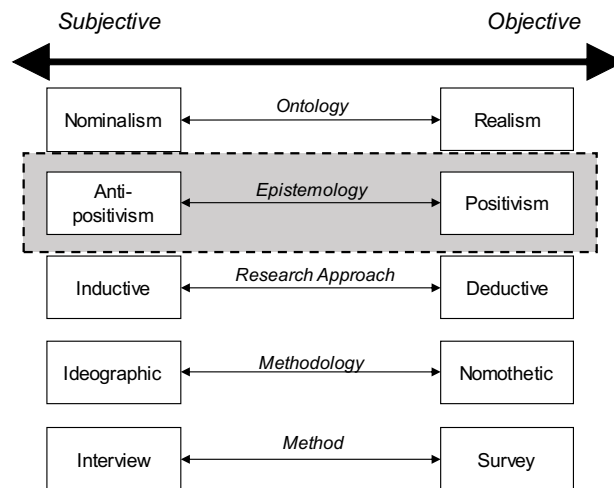 Subjective Objective
Ontology
Nominalism Realism
Epistemology
Anti-
positivism Positivism
Research Approach
Inductive Deductive
Methodology
Ideographic Nomothetic
Method
Interview Survey